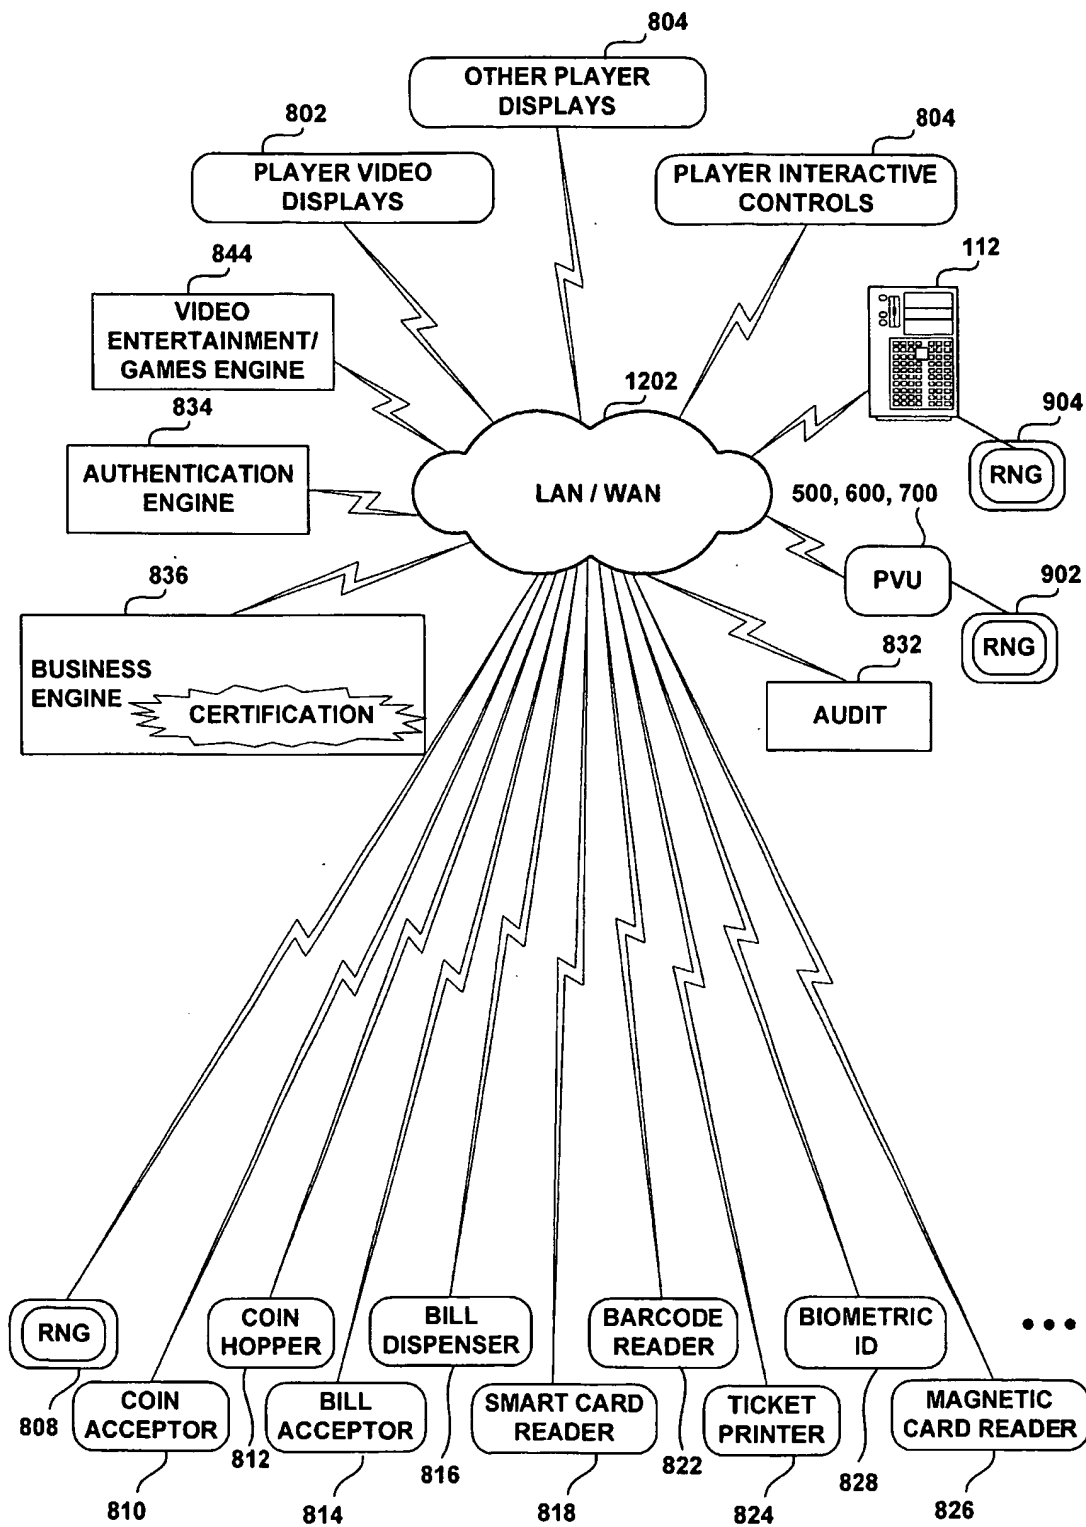 804
OTHER PLAYER
DISPLAYS
802
PLAYER VIDEO
DISPLAYS
804
PLAYER INTERACTIVE
CONTROLS
844
VIDEO
ENTERTAINMENT/
GAMES ENGINE
112
1202
904
RNG
834
AUTHENTICATION
ENGINE
LAN / WAN
500, 600, 700
PVU
902
RNG
836
BUSINESS
ENGINE
CERTIFICATION
832
AUDIT
RNG
808
COIN
HOPPER
812
BILL
DISPENSER
816
BARCODE
READER
822
BIOMETRIC
ID
828
• • •
COIN
ACCEPTOR
810
BILL
ACCEPTOR
814
SMART CARD
READER
818
TICKET
PRINTER
824
MAGNETIC
CARD READER
826